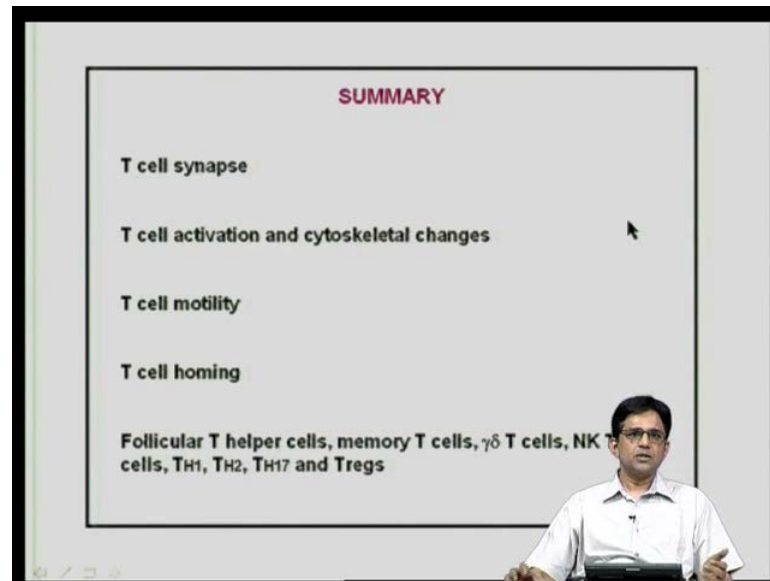 SUMMARY
T cell synapse
T cell activation and cytoskeletal changes
T cell motility
T cell homing
Follicular T helper cells, memory T cells, γδ T cells, NK T
cells, TH1, TH2, TH17 and Tregs